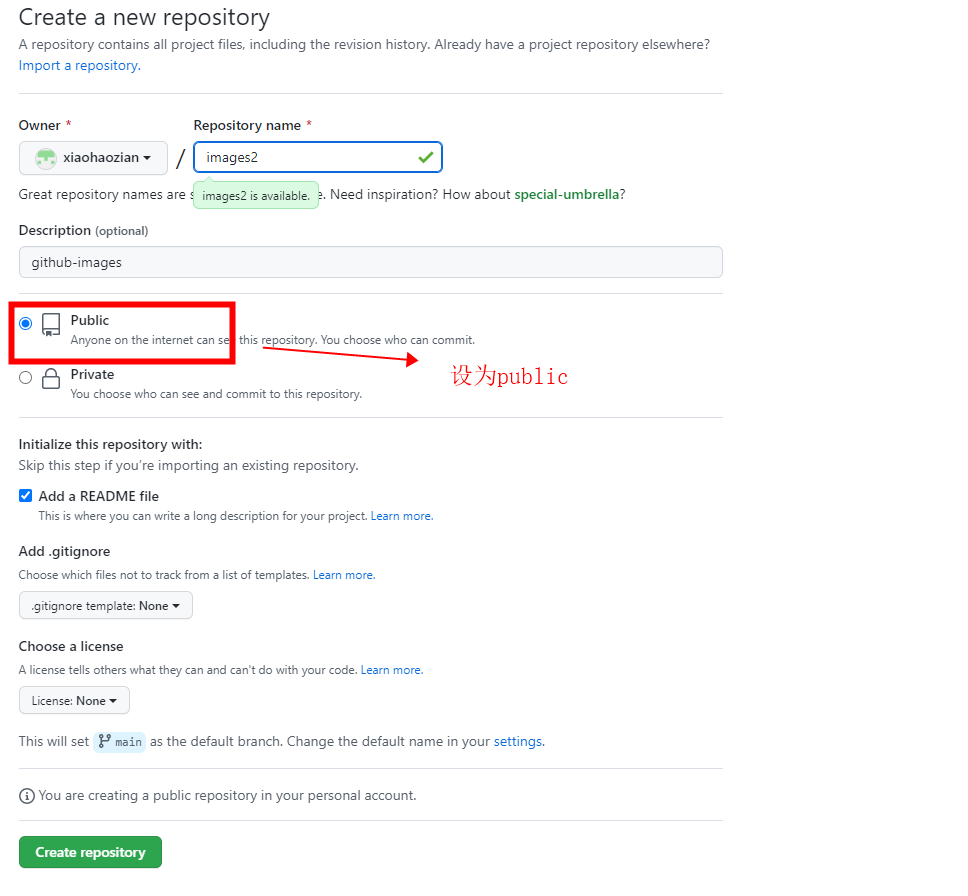 Create a new repository
A repository contains all project files, including the revision history. Already have a project repository elsewhere?
Import a repository.
Owner * Repository name *
xiaohaozian / images2
Great repository names are s
images2 is available.
e. Need inspiration? How about special-umbrella?
Description (optional)
github-images
Public
Anyone on the internet can se this repository. You choose who can commit.
设为public
Private
You choose who can see and commit to this repository.
Initialize this repository with:
Skip this step if you're importing an existing repository.
Add a README file
This is where you can write a long description for your project. Learn more.
Add .gitignore
Choose which files not to track from a list of templates. Learn more.
.gitignore template: None
Choose a license
A license tells others what they can and can't do with your code. Learn more.
License: None
This will set main as the default branch. Change the default name in your settings.
You are creating a public repository in your personal account.
Create repository